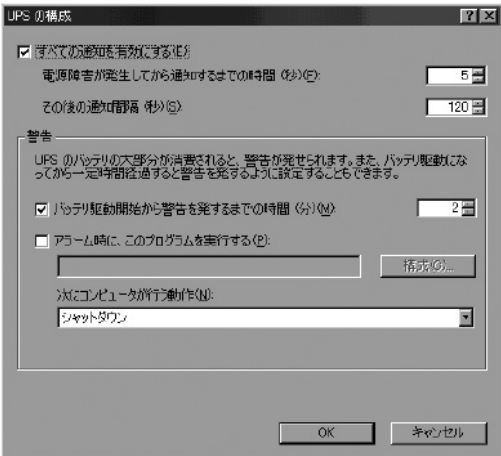 UPS の構成
すべての通知を有効にする(E)
電源障害が発生してから通知するまでの時間 (秒)(F): 5
その後の通知間隔 (秒)(S): 120
警告
UPS のバッテリの大部分が消費されると、警告が発せられます。また、バッテリ駆動にな
ってから一定時間経過すると警告を発するように設定することもできます。
バッテリ駆動開始から警告を発するまでの時間 (分)(M): 2
アラーム時に、このプログラムを実行する(P):
構成(G)...
次にコンピュータが行う動作(N):
シャットダウン
OK キャンセル